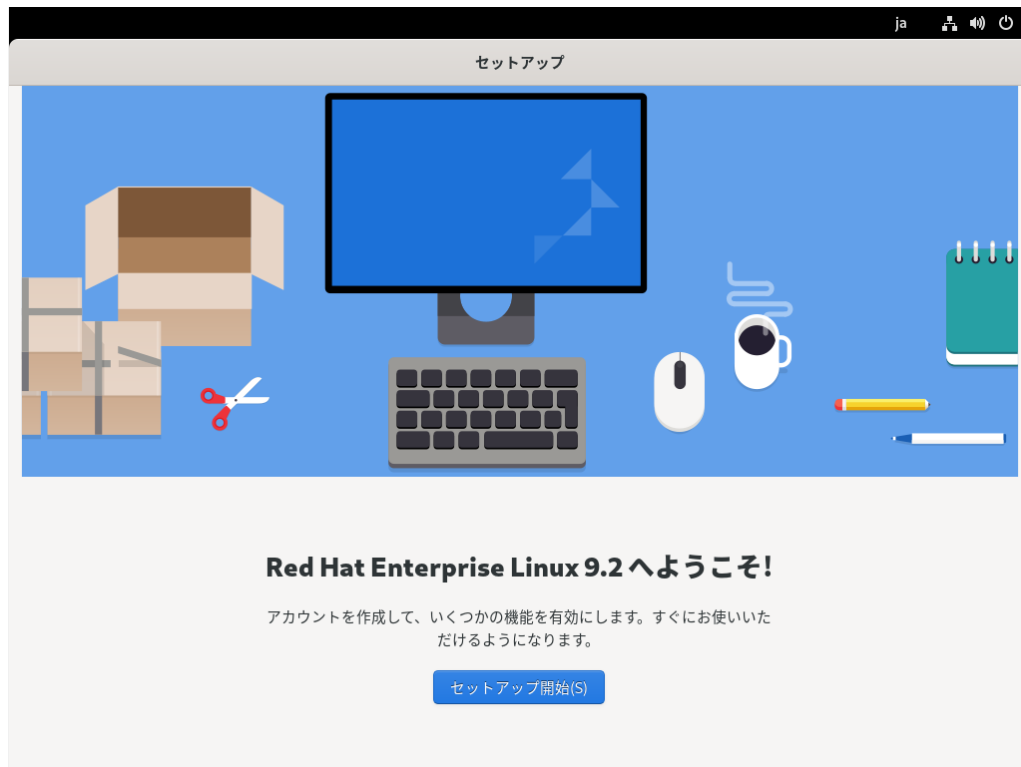 ja
セットアップ
Red Hat Enterprise Linux 9.2 へようこそ!
アカウントを作成して、いくつかの機能を有効にします。すぐにお使いいた
だけるようになります。
セットアップ開始(S)